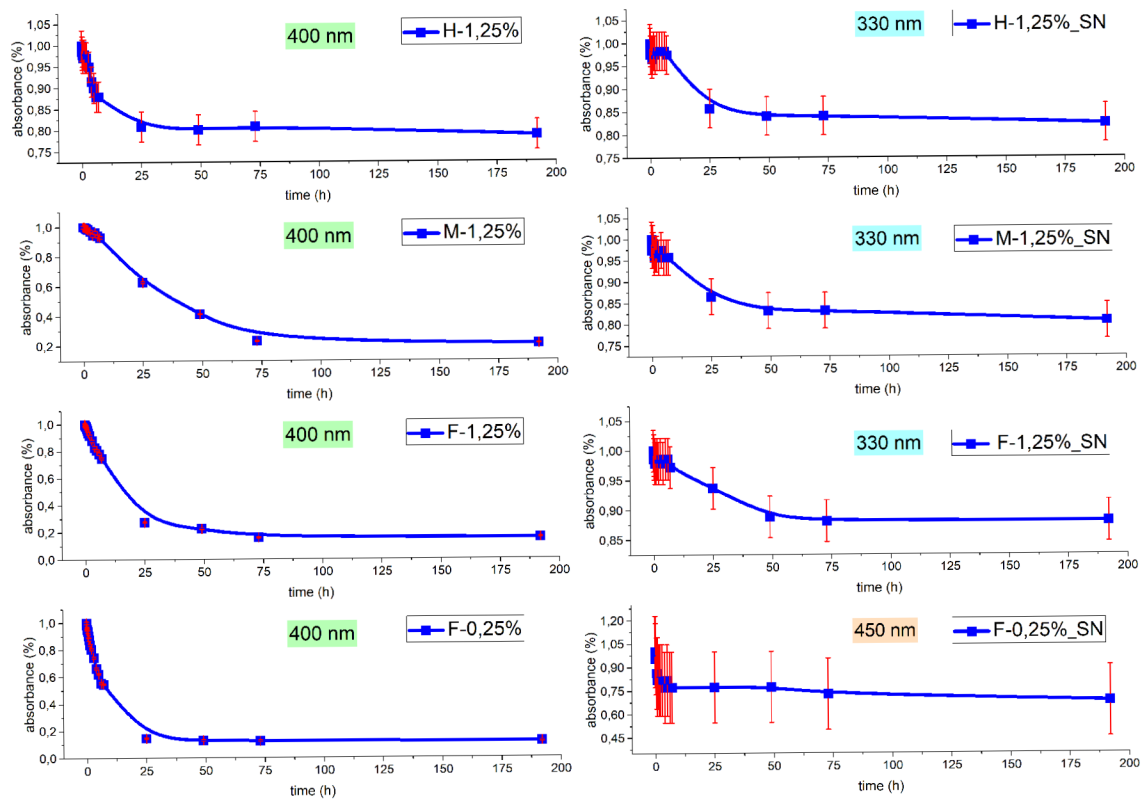 1,05
1,00
0,95
0,90
0,85
0,80
0,75
absorbance (%)
400 nm
H-1,25%
0 25 50 75 100 125 150 175 200
time (h)
1,05
1,00
0,95
0,90
0,85
0,80
0,75
absorbance (%)
330 nm
H-1,25%_SN
0 25 50 75 100 125 150 175 200
time (h)
1,0
0,8
0,6
0,4
0,2
absorbance (%)
400 nm
M-1,25%
0 25 50 75 100 125 150 175 200
time (h)
1,05
1,00
0,95
0,90
0,85
0,80
0,75
absorbance (%)
330 nm
M-1,25%_SN
0 25 50 75 100 125 150 175 200
time (h)
1,0
0,8
0,6
0,4
0,2
0,0
absorbance (%)
400 nm
F-1,25%
0 25 50 75 100 125 150 175 200
time (h)
1,05
1,00
0,95
0,90
0,85
absorbance (%)
330 nm
F-1,25%_SN
0 25 50 75 100 125 150 175 200
time (h)
1,0
0,8
0,6
0,4
0,2
0,0
absorbance (%)
400 nm
F-0,25%
0 25 50 75 100 125 150 175 200
time (h)
1,20
1,05
0,90
0,75
0,60
0,45
absorbance (%)
450 nm
F-0,25%_SN
0 25 50 75 100 125 150 175 200
time (h)